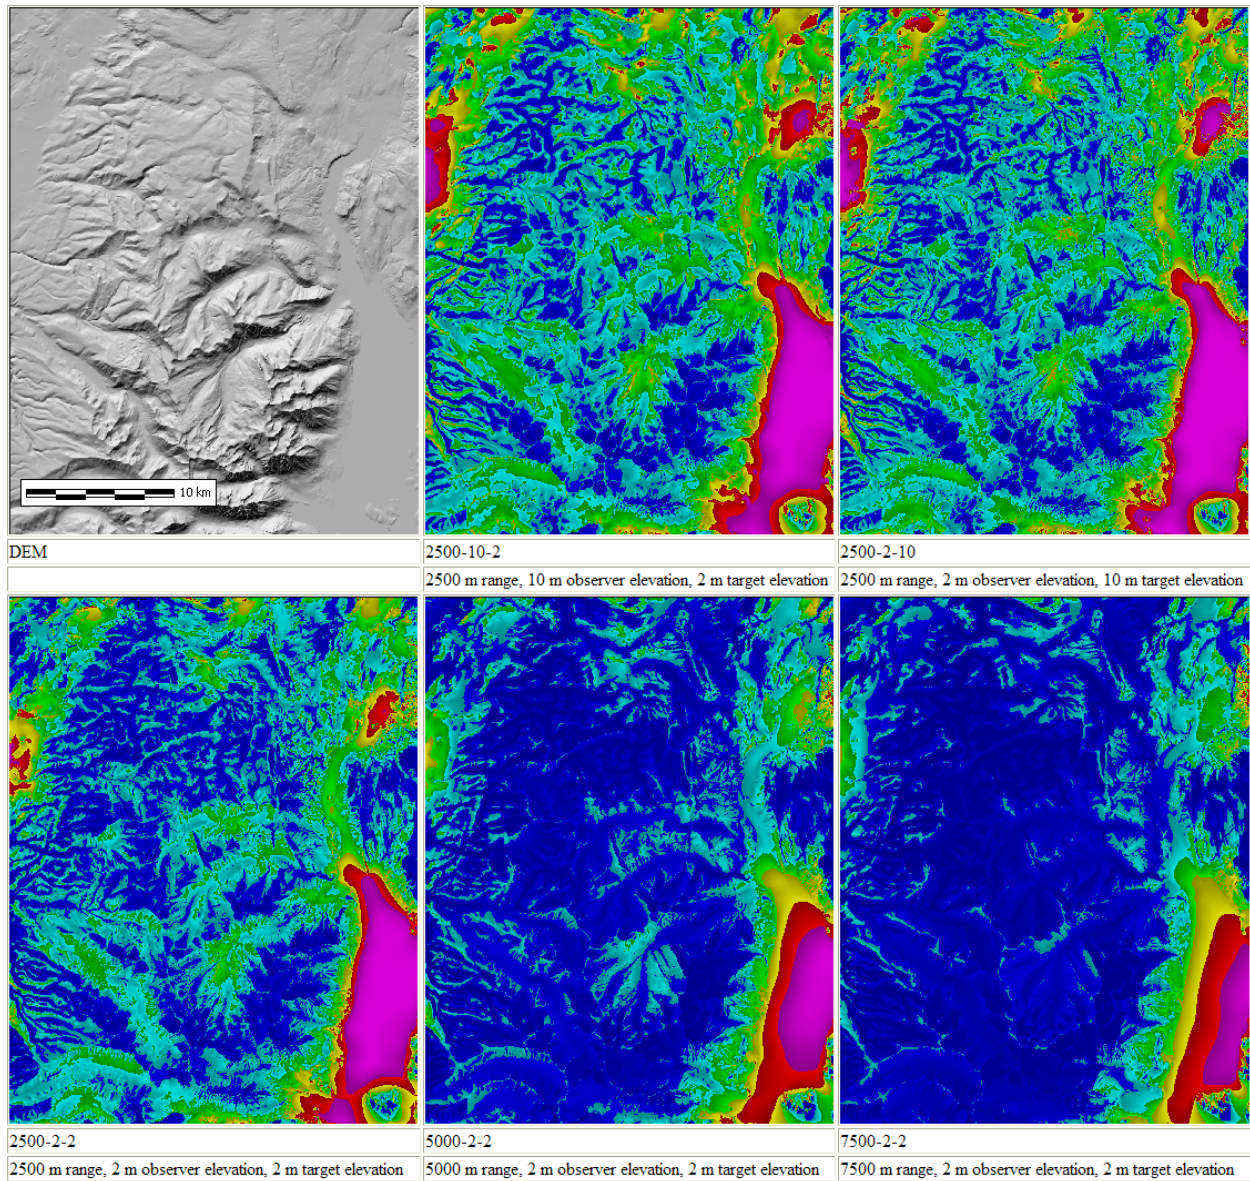 10 km
DEM
2500-10-2
2500-2-10
2500 m range, 10 m observer elevation, 2 m target elevation
2500 m range, 2 m observer elevation, 10 m target elevation
2500-2-2
5000-2-2
7500-2-2
2500 m range, 2 m observer elevation, 2 m target elevation
5000 m range, 2 m observer elevation, 2 m target elevation
7500 m range, 2 m observer elevation, 2 m target elevation